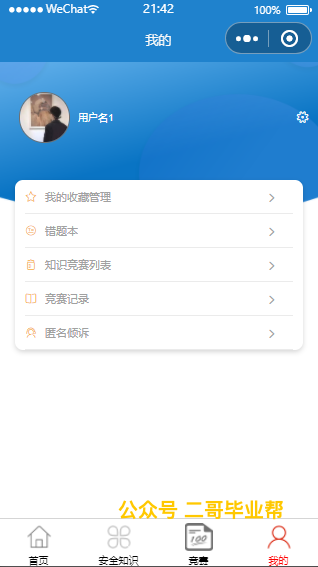 WeChat 21:42 100%
我的
用户名1
我的收藏管理
错题本
知识竞赛列表
竞赛记录
匿名倾诉
公众号 二哥毕业帮
100
首页 安全知识 竞赛 我的